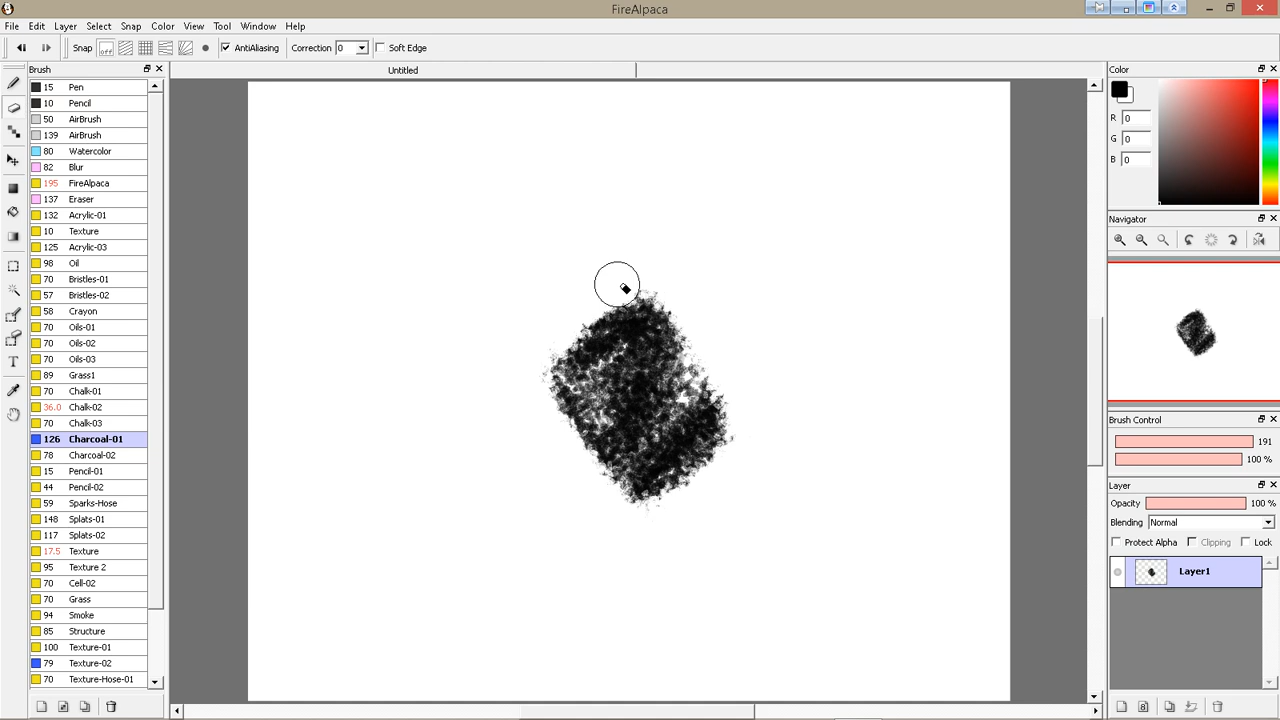 FireAlpaca
File Edit Layer Select Snap Color View Tool Window Help
Snap off AntiAliasing Correction 0 Soft Edge
Brush
Untitled
15 Pen
10 Pencil
50 AirBrush
139 AirBrush
80 Watercolor
82 Blur
195 FireAlpaca
137 Eraser
132 Acrylic-01
10 Texture
125 Acrylic-03
98 Oil
70 Bristles-01
57 Bristles-02
58 Crayon
70 Oils-01
70 Oils-02
70 Oils-03
89 Grass1
70 Chalk-01
36.0 Chalk-02
70 Chalk-03
126 Charcoal-01
78 Charcoal-02
15 Pencil-01
44 Pencil-02
59 Sparks-Hose
148 Splats-01
117 Splats-02
17.5 Texture
95 Texture 2
70 Cell-02
70 Grass
94 Smoke
85 Structure
100 Texture-01
79 Texture-02
70 Texture-Hose-01
Color
R 0
G 0
B 0
Navigator
Brush Control
191
100 %
Layer
Opacity 100 %
Blending Normal
Protect Alpha Clipping Lock
Layer1